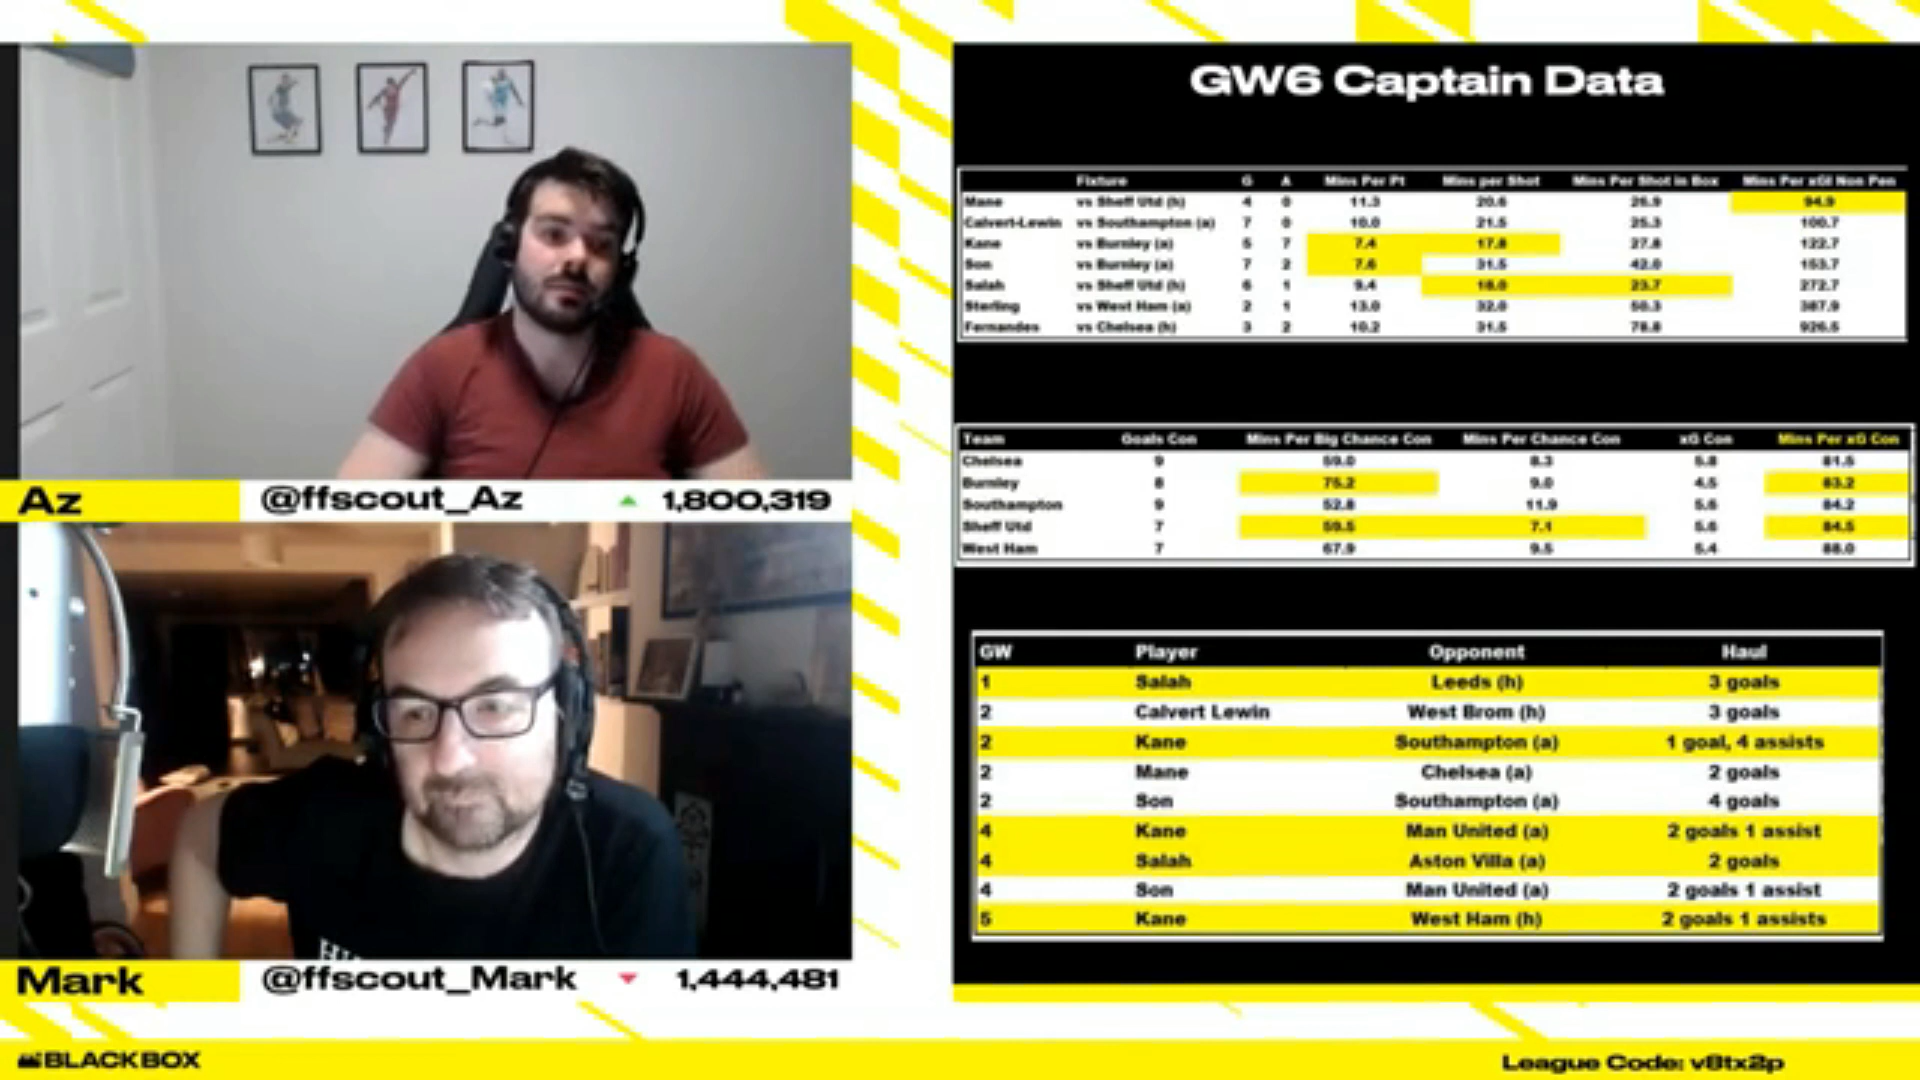 GW6 Captain Data
Fixture G A Mins Per Pt Mins per Shot Mins Per Shot in Box Mins Per xGI Non Pen
Mane vs Sheff Utd (h) 4 0 11.3 20.6 26.9 94.9
Calvert-Lewin vs Southampton (a) 7 0 10.0 21.5 25.3 100.7
Kane vs Burnley (a) 5 7 7.4 17.8 27.8 122.7
Son vs Burnley (a) 7 2 7.6 31.5 42.0 153.7
Salah vs Sheff Utd (h) 6 1 9.4 18.0 23.7 272.7
Sterling vs West Ham (a) 2 1 13.0 32.0 50.3 387.9
Fernandes vs Chelsea (h) 3 2 10.2 31.5 78.8 926.5
Team Goals Con Mins Per Big Chance Con Mins Per Chance Con xG Con Mins Per xG Con
Chelsea 9 59.0 8.3 5.8 81.5
Burnley 8 75.2 9.0 4.5 83.2
Southampton 9 52.8 11.9 5.6 84.2
Sheff Utd 7 59.5 7.1 5.6 84.5
West Ham 7 67.9 9.5 5.4 88.0
GW Player Opponent Haul
1 Salah Leeds (h) 3 goals
2 Calvert Lewin West Brom (h) 3 goals
2 Kane Southampton (a) 1 goal, 4 assists
2 Mane Chelsea (a) 2 goals
2 Son Southampton (a) 4 goals
4 Kane Man United (a) 2 goals 1 assist
4 Salah Aston Villa (a) 2 goals
4 Son Man United (a) 2 goals 1 assist
5 Kane West Ham (h) 2 goals 1 assists
Az @ffscout_Az 1,800,319
Mark @ffscout_Mark 1,444,481
BLACKBOX
League Code: v8tx2p